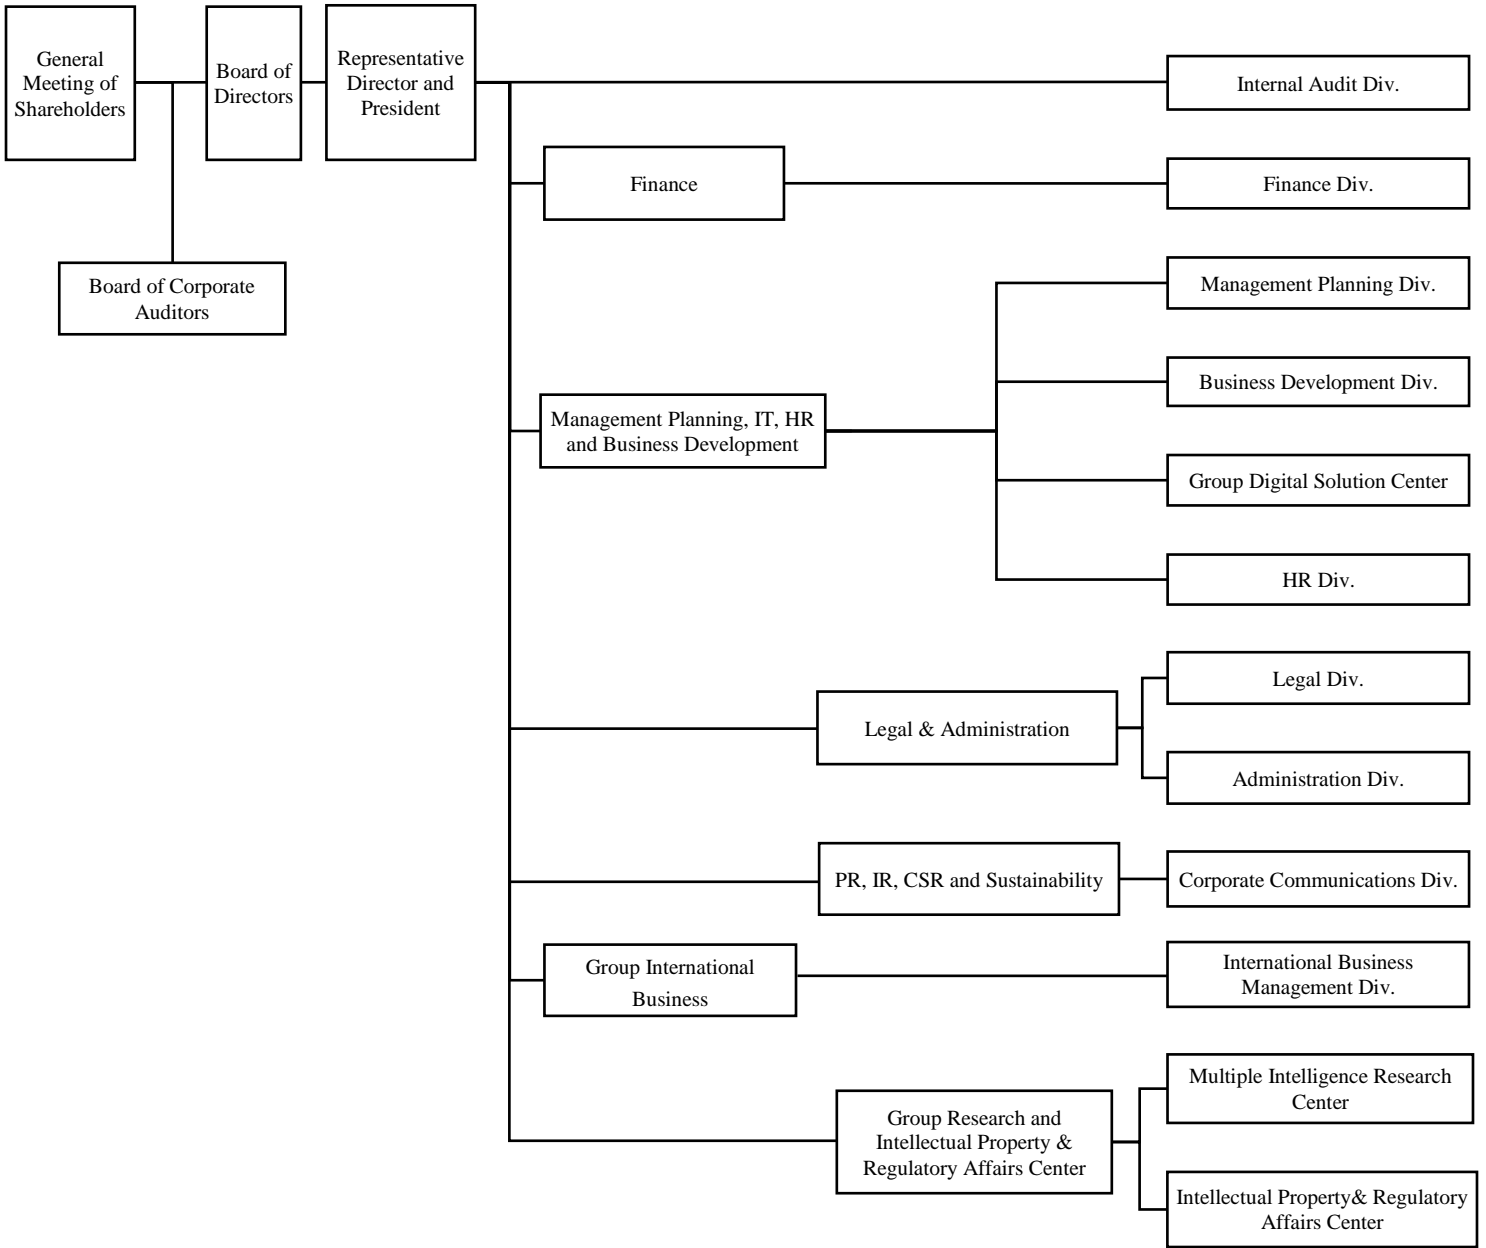 General
Meeting of
Shareholders
Board of
Directors
Representative
Director and
President
Internal Audit Div.
Finance
Finance Div.
Board of Corporate
Auditors
Management Planning Div.
Business Development Div.
Management Planning, IT, HR
and Business Development
Group Digital Solution Center
HR Div.
Legal Div.
Legal & Administration
Administration Div.
PR, IR, CSR and Sustainability
Corporate Communications Div.
Group International
Business
International Business
Management Div.
Multiple Intelligence Research
Center
Group Research and
Intellectual Property &
Regulatory Affairs Center
Intellectual Property& Regulatory
Affairs Center